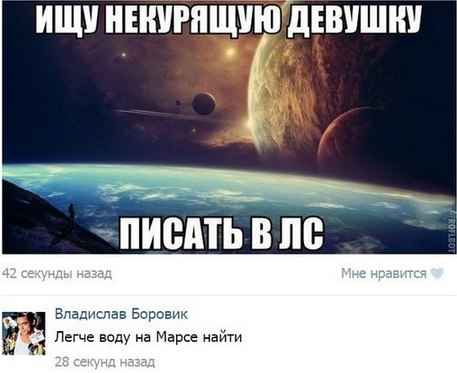 ИЩУ НЕКУРЯЩУЮ ДЕВУШКУ
ПИСАТЬ В ЛС
ROFLBOT
42 секунды назад
Мне нравится
Владислав Боровик
Легче воду на Марсе найти
28 секунд назад